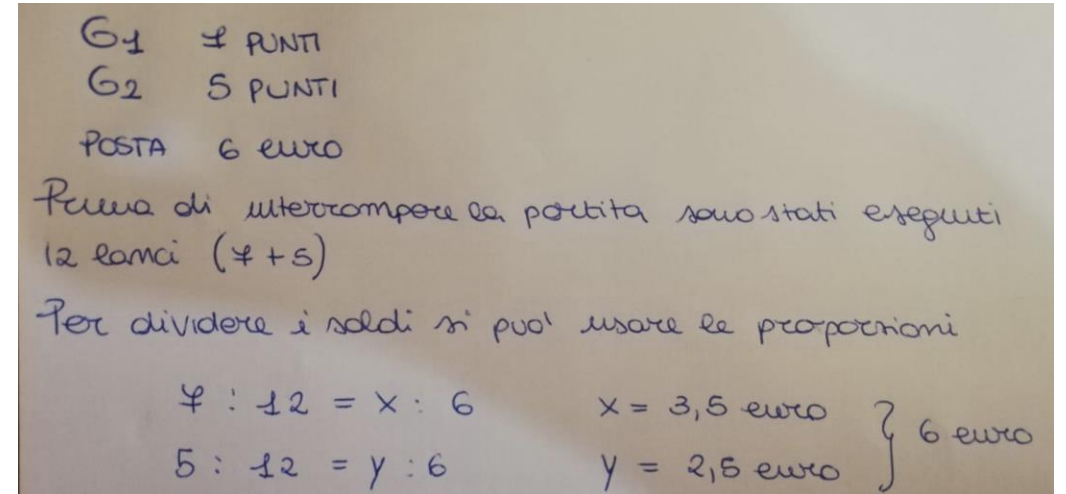 G1 7 PUNTI
G2 5 PUNTI
POSTA 6 euro
Prima di interrompere la partita sono stati eseguiti
12 lanci (7+5)
Per dividere i soldi si puo' usare le proporzioni
7 : 12 = x : 6 x = 3,5 euro } 6 euro
5 : 12 = y : 6 y = 2,5 euro